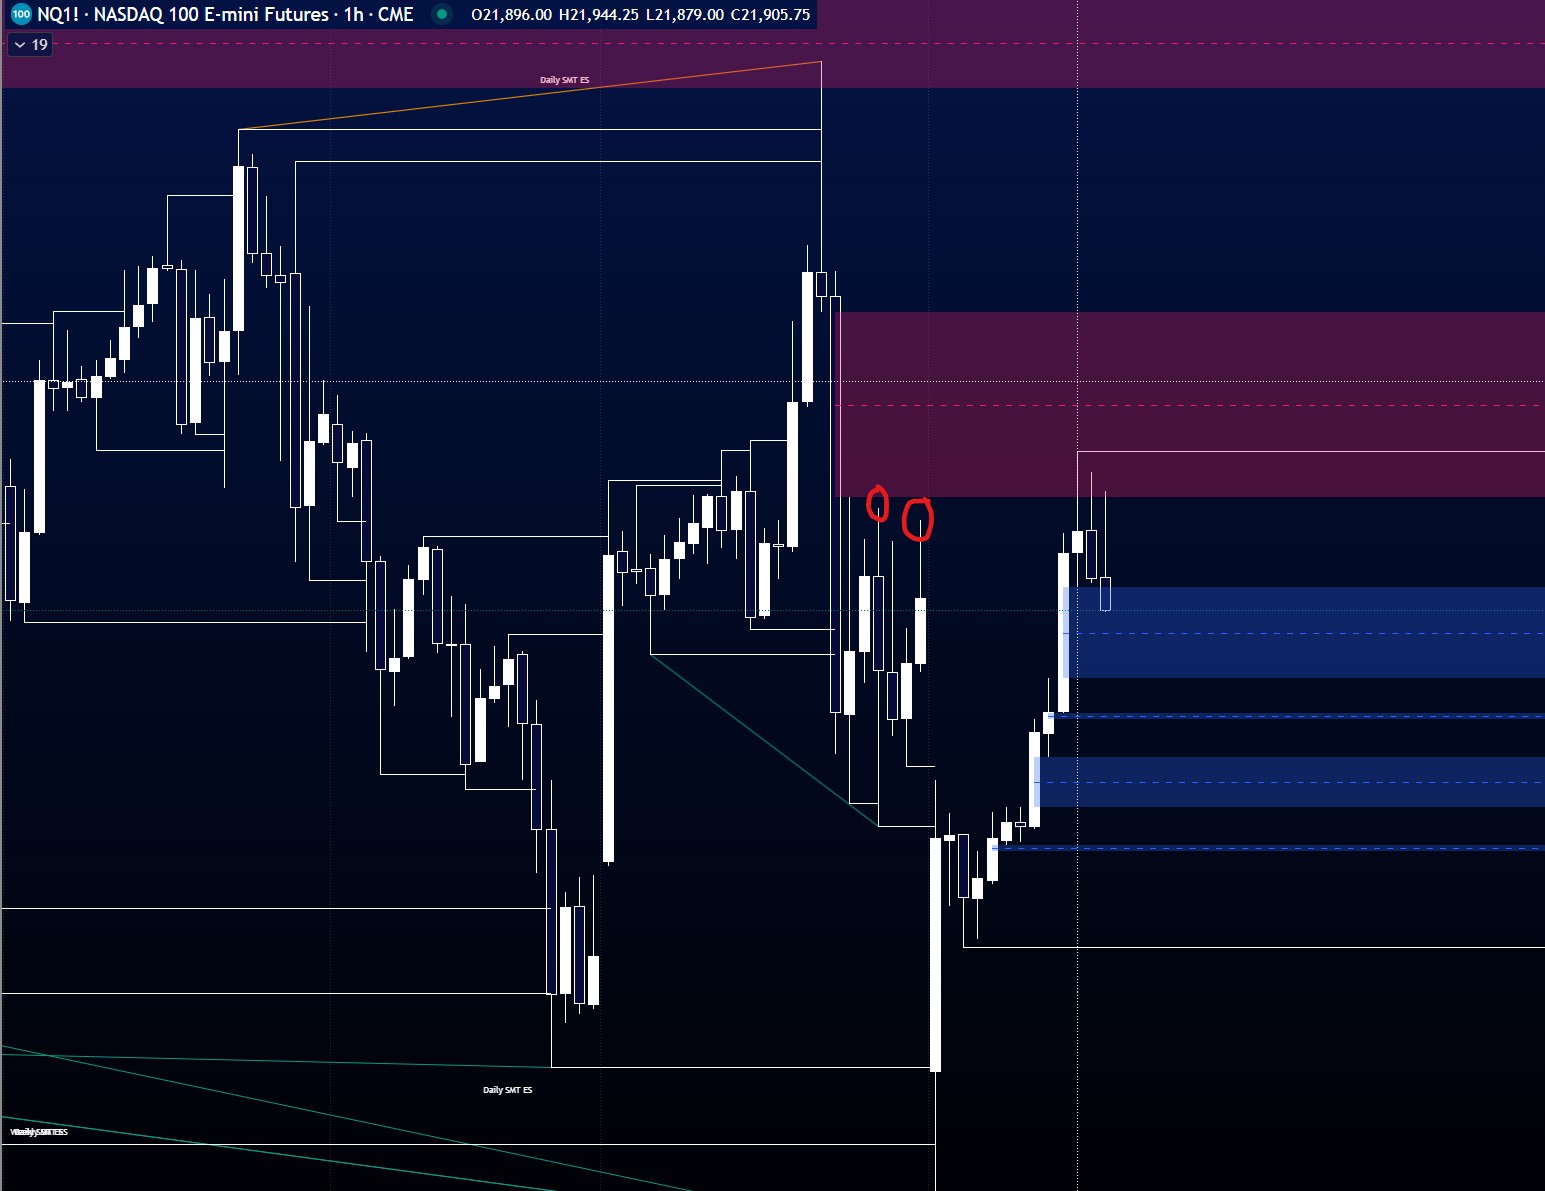 100 NQ1! · NASDAQ 100 E-mini Futures · 1h · CME O21,896.00 H21,944.25 L21,879.00 C21,905.75
19
Daily SMT ES
Daily SMT ES